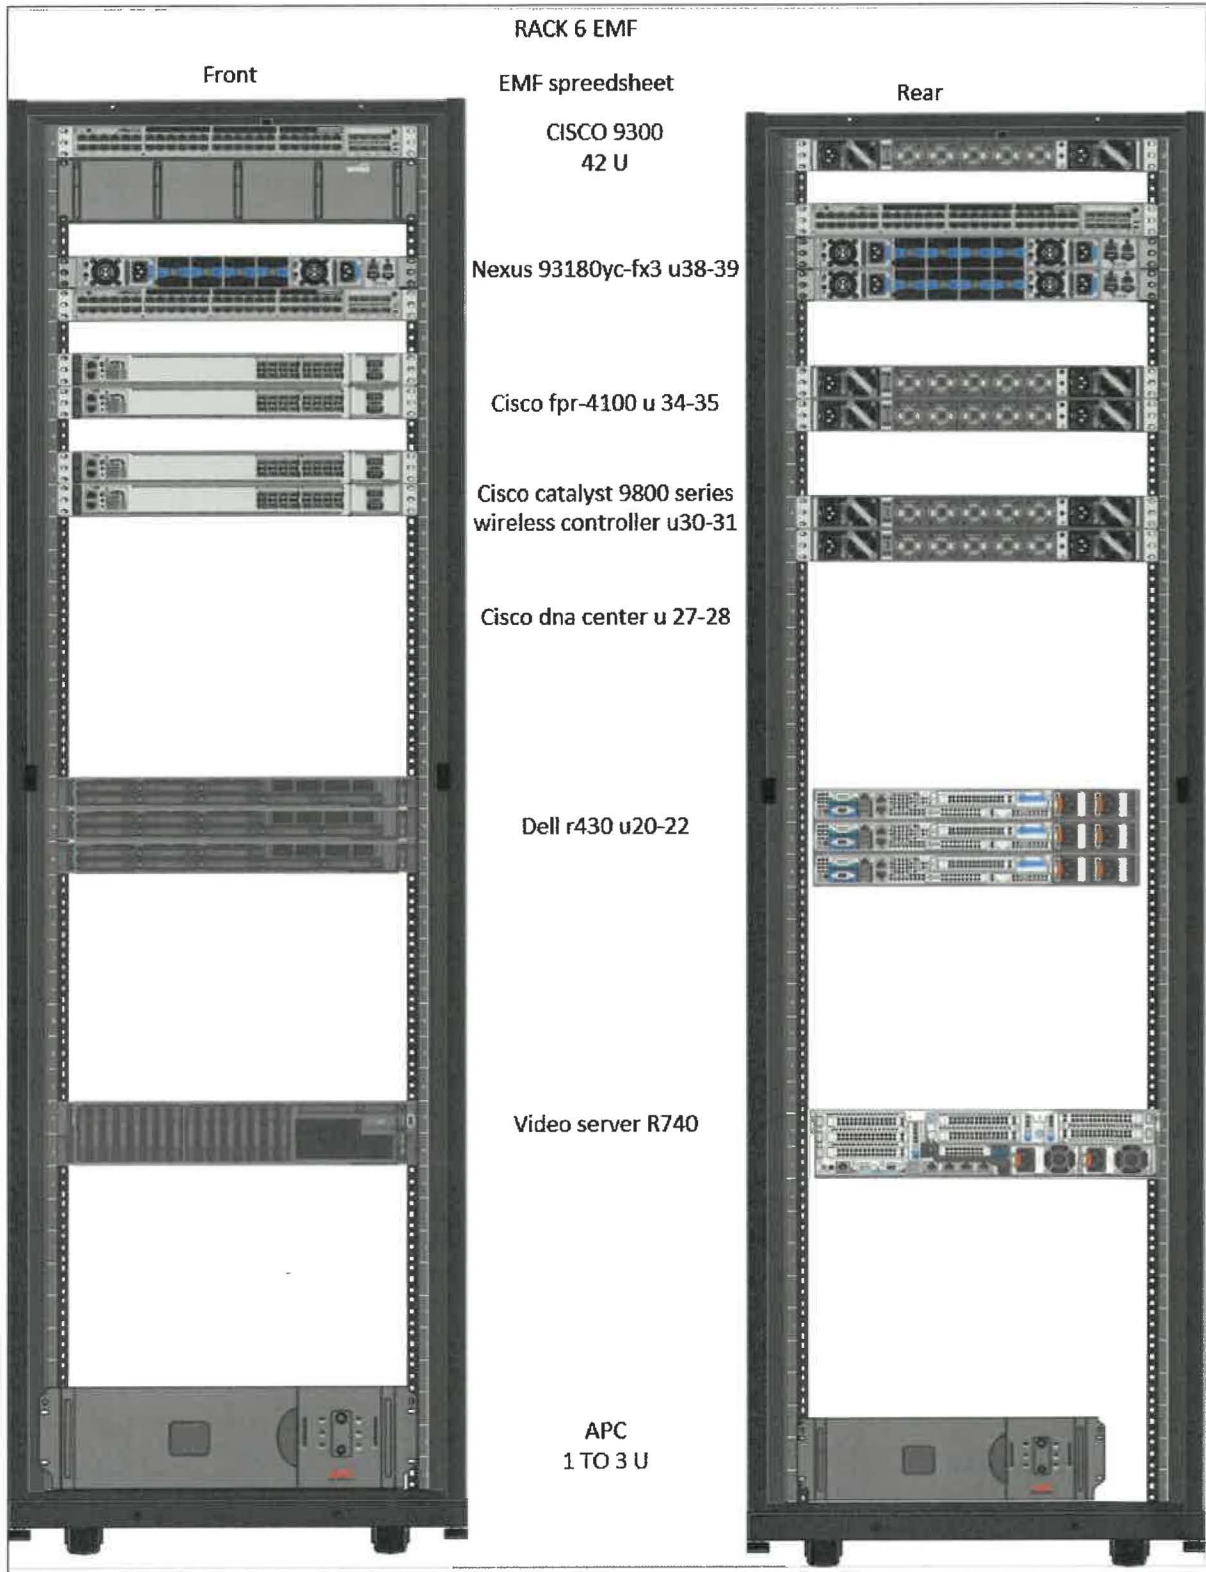 RACK 6 EMF
Front
EMF spreedsheet
Rear
CISCO 9300
42 U
Nexus 93180yc-fx3 u38-39
Cisco fpr-4100 u 34-35
Cisco catalyst 9800 series
wireless controller u30-31
Cisco dna center u 27-28
Dell r430 u20-22
Video server R740
APC
1 TO 3 U